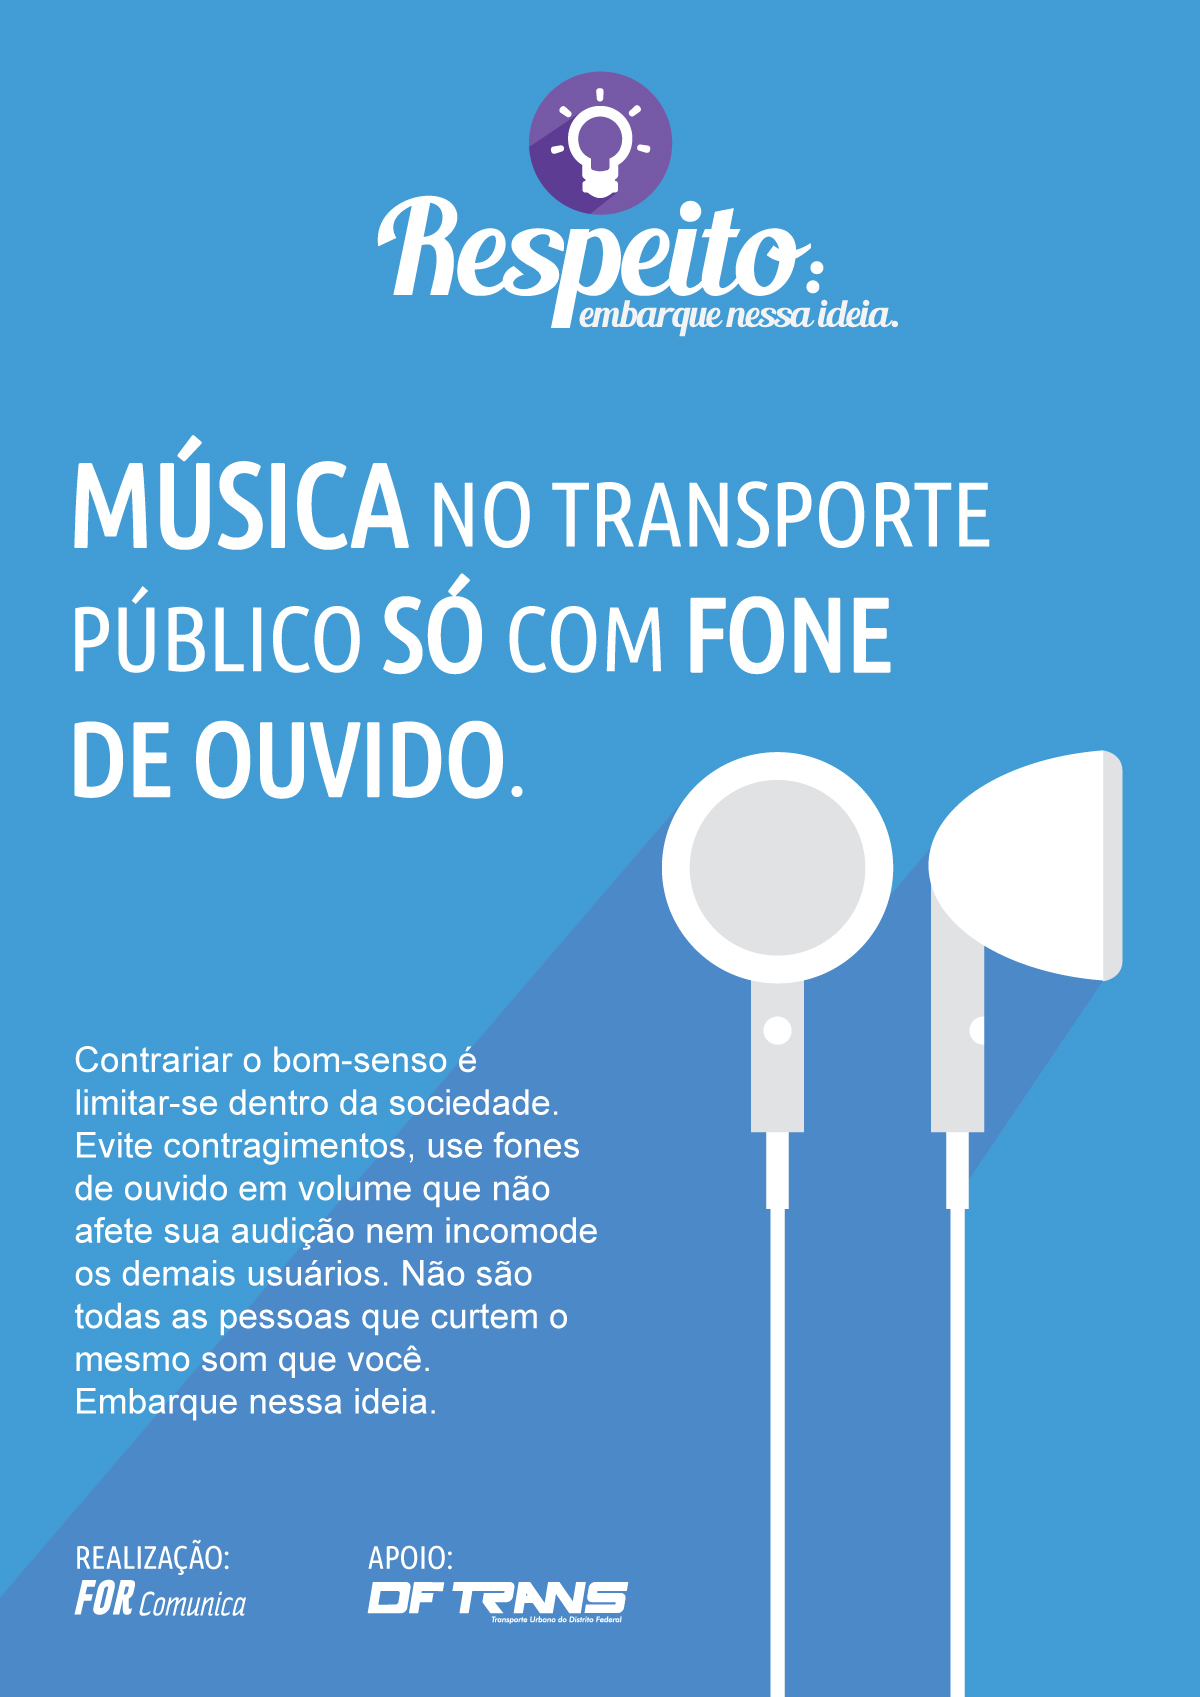 Respeito:
embarque nessa ideia.
MÚSICA NO TRANSPORTE
PÚBLICO SÓ COM FONE
DE OUVIDO.
Contrariar o bom-senso é
limitar-se dentro da sociedade.
Evite contragimentos, use fones
de ouvido em volume que não
afete sua audição nem incomode
os demais usuários. Não são
todas as pessoas que curtem o
mesmo som que você.
Embarque nessa ideia.
REALIZAÇÃO:
FOR Comunica
APOIO:
DFTRANS
Transporte Urbano do Distrito Federal